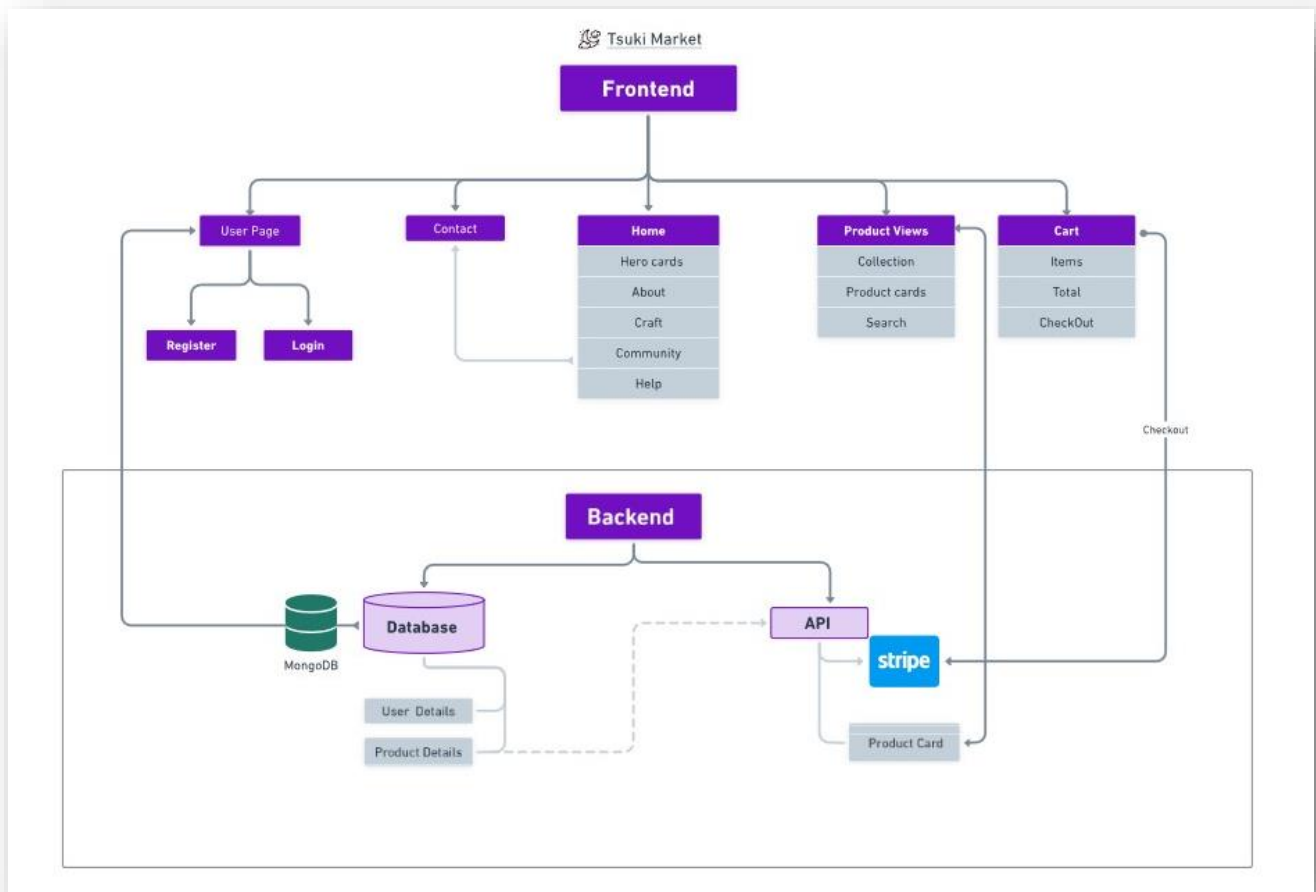 Tsuki Market
Frontend
User Page
Contact
Home
Product Views
Cart
Hero cards
Collection
Items
About
Product cards
Total
Craft
Search
CheckOut
Register
Login
Community
Help
Checkout
Backend
Database
API
MongoDB
stripe
User Details
Product Details
Product Card